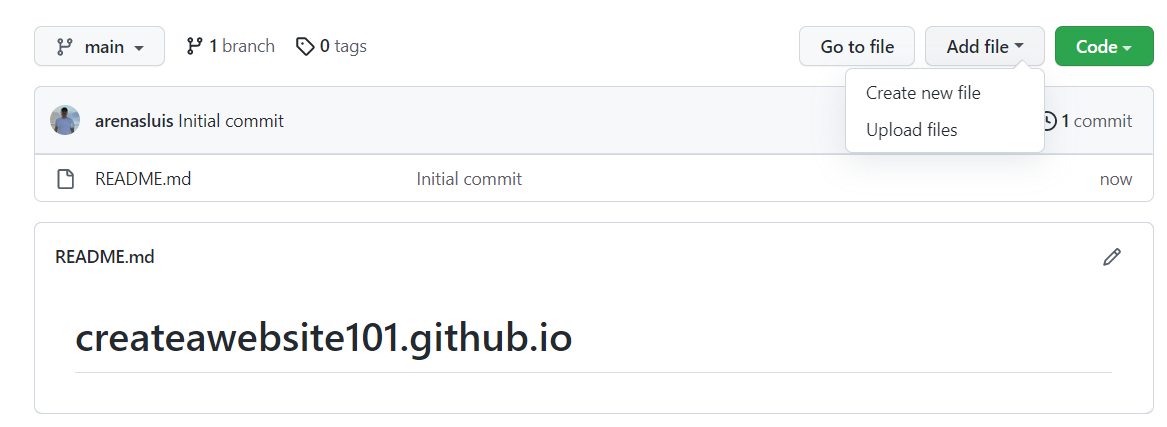 main 1 branch 0 tags Go to file Add file Code
Create new file
arenasluis Initial commit 1 commit
Upload files
README.md Initial commit now
README.md
createawebsite101.github.io